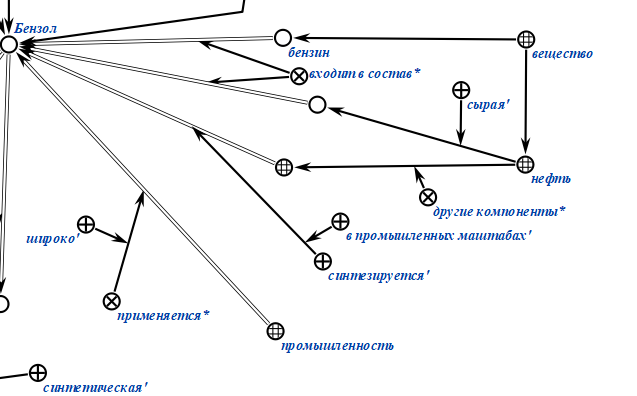 Бензол
бензин
вещество
входит в состав*
сырая'
нефть
другие компоненты*
широко'
в промышленных маштабах'
синтезируется'
применяется*
промышленность
синтетическая'